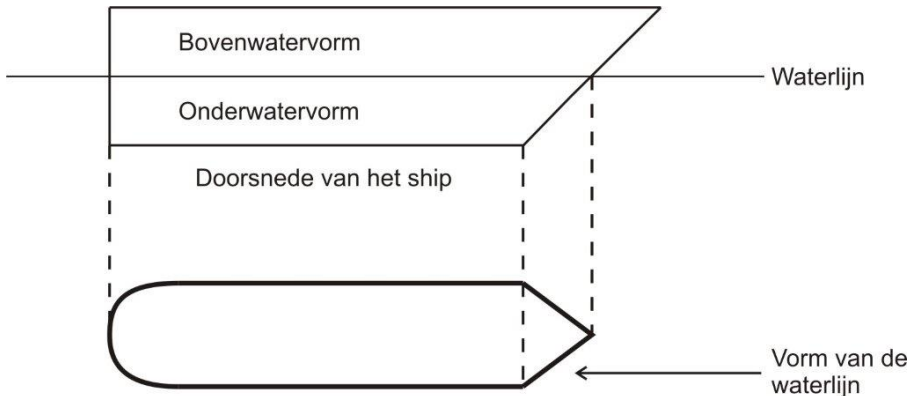 Bovenwatervorm
Waterlijn
Onderwatervorm
Doorsnede van het ship
Vorm van de
waterlijn